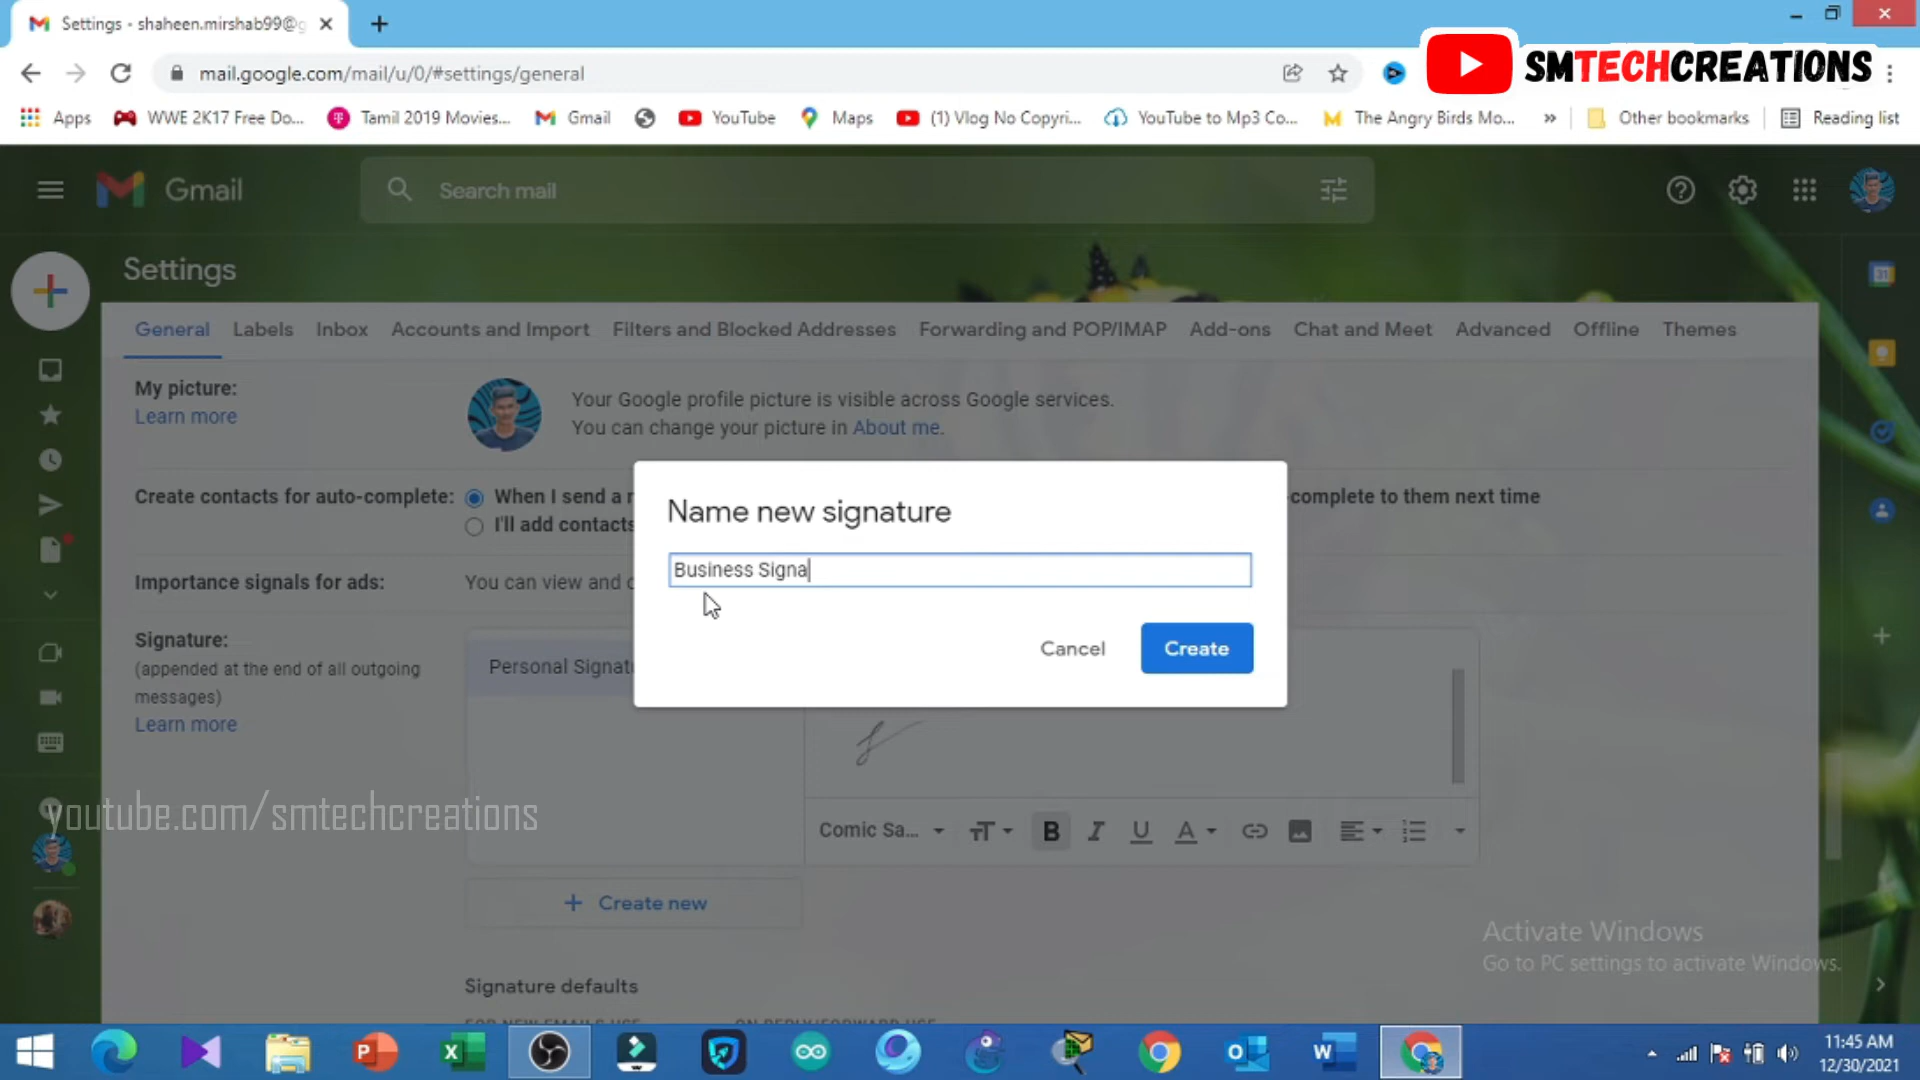 Settings - shaheen.mirshab99@g
SMTECHCREATIONS
mail.google.com/mail/u/0/#settings/general
Apps
WWE 2K17 Free Do...
Tamil 2019 Movies...
Gmail
YouTube
Maps
(1) Vlog No Copyri...
YouTube to Mp3 Co...
The Angry Birds Mo...
»
Other bookmarks
Reading list
Gmail
Search mail
Settings
General
Labels
Inbox
Accounts and Import
Filters and Blocked Addresses
Forwarding and POP/IMAP
Add-ons
Chat and Meet
Advanced
Offline
Themes
My picture:
Learn more
Your Google profile picture is visible across Google services.
You can change your picture in About me.
Create contacts for auto-complete:
When I send a
-complete to them next time
I'll add contacts
Importance signals for ads:
You can view and
Name new signature
Business Signa
Cancel
Create
Signature:
(appended at the end of all outgoing
messages)
Learn more
Personal Signat
youtube.com/smtechcreations
Comic Sa...
+ Create new
Signature defaults
FOR NEW EMAILS USE
ON REPLY/FORWARD USE
Activate Windows
Go to PC settings to activate Windows.
11:45 AM
12/30/2021